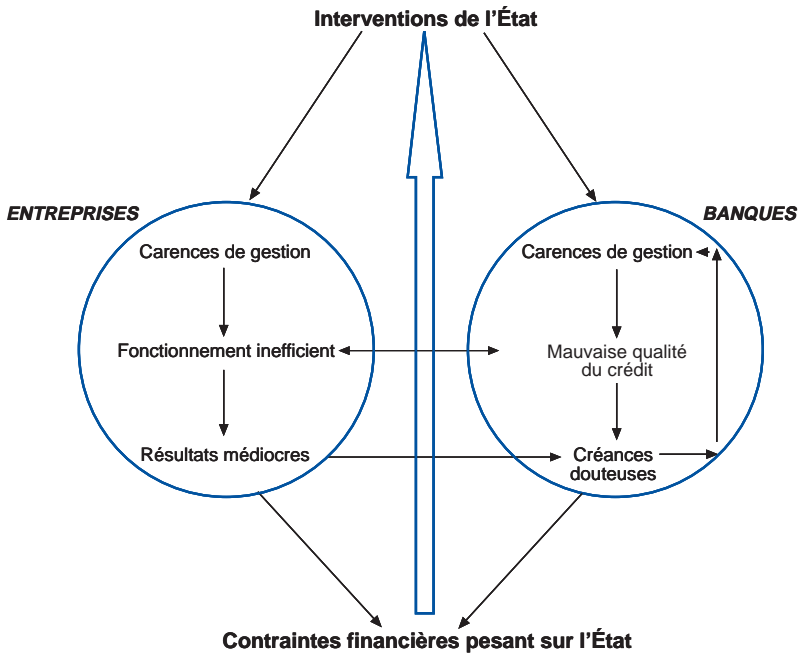 Interventions de l’État
ENTREPRISES
BANQUES
Carences de gestion
Carences de gestion
Fonctionnement inefficient
Mauvaise qualité
du crédit
Résultats médiocres
Créances
douteuses
Contraintes financières pesant sur l’État